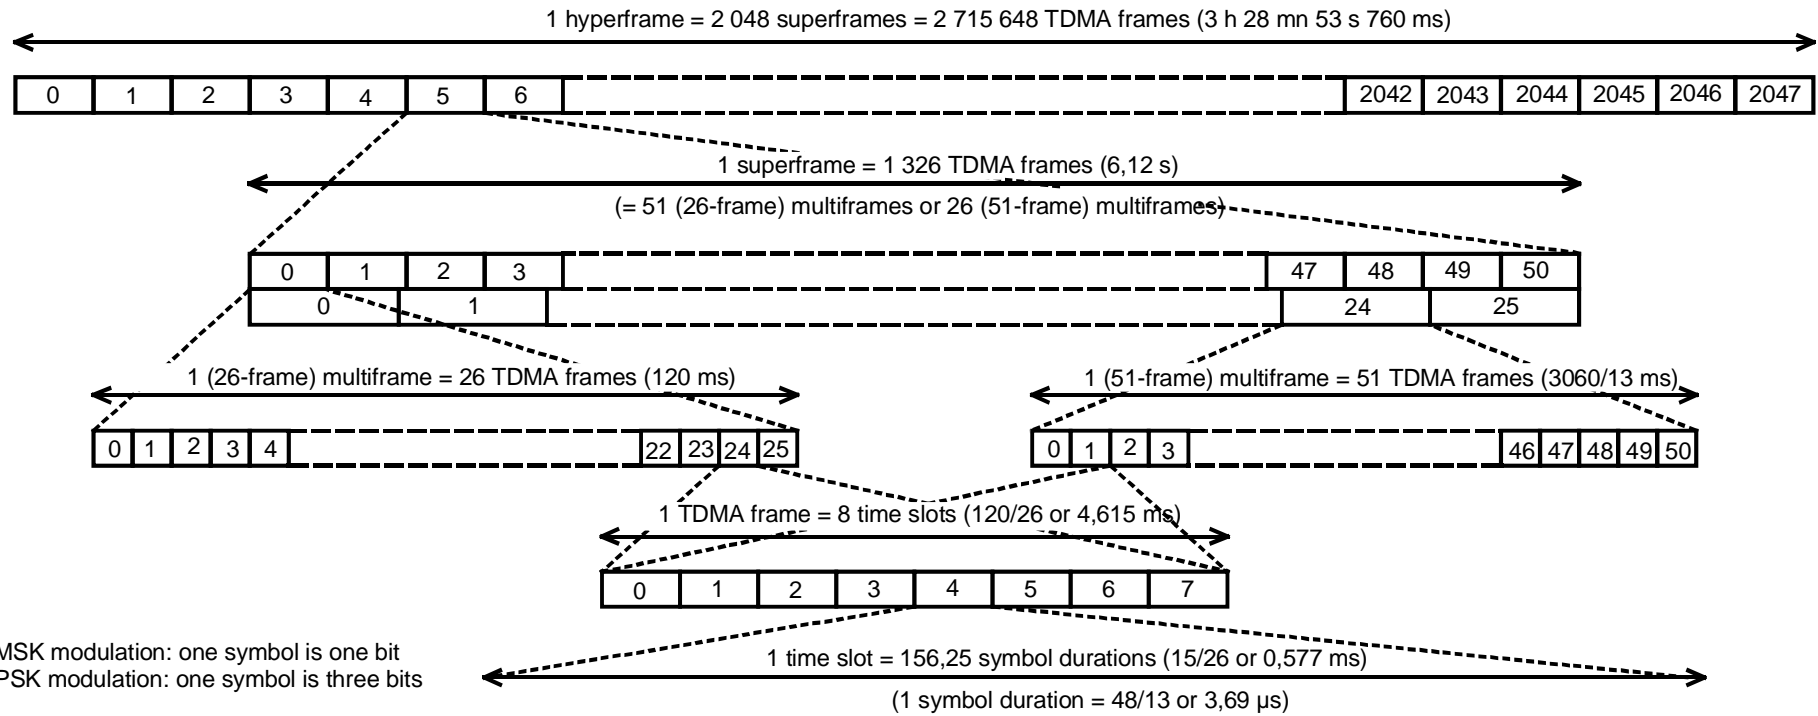 1 hyperframe = 2 048 superframes = 2 715 648 TDMA frames (3 h 28 mn 53 s 760 ms)
0 1 2 3 4 5 6 2042 2043 2044 2045 2046 2047
1 superframe = 1 326 TDMA frames (6,12 s)
(= 51 (26-frame) multiframes or 26 (51-frame) multiframes)
0 1 2 3 47 48 49 50
0 1 24 25
1 (26-frame) multiframe = 26 TDMA frames (120 ms)
1 (51-frame) multiframe = 51 TDMA frames (3060/13 ms)
0 1 2 3 4 22 23 24 25
0 1 2 3 46 47 48 49 50
1 TDMA frame = 8 time slots (120/26 or 4,615 ms)
0 1 2 3 4 5 6 7
MSK modulation: one symbol is one bit
PSK modulation: one symbol is three bits
1 time slot = 156,25 symbol durations (15/26 or 0,577 ms)
(1 symbol duration = 48/13 or 3,69 µs)